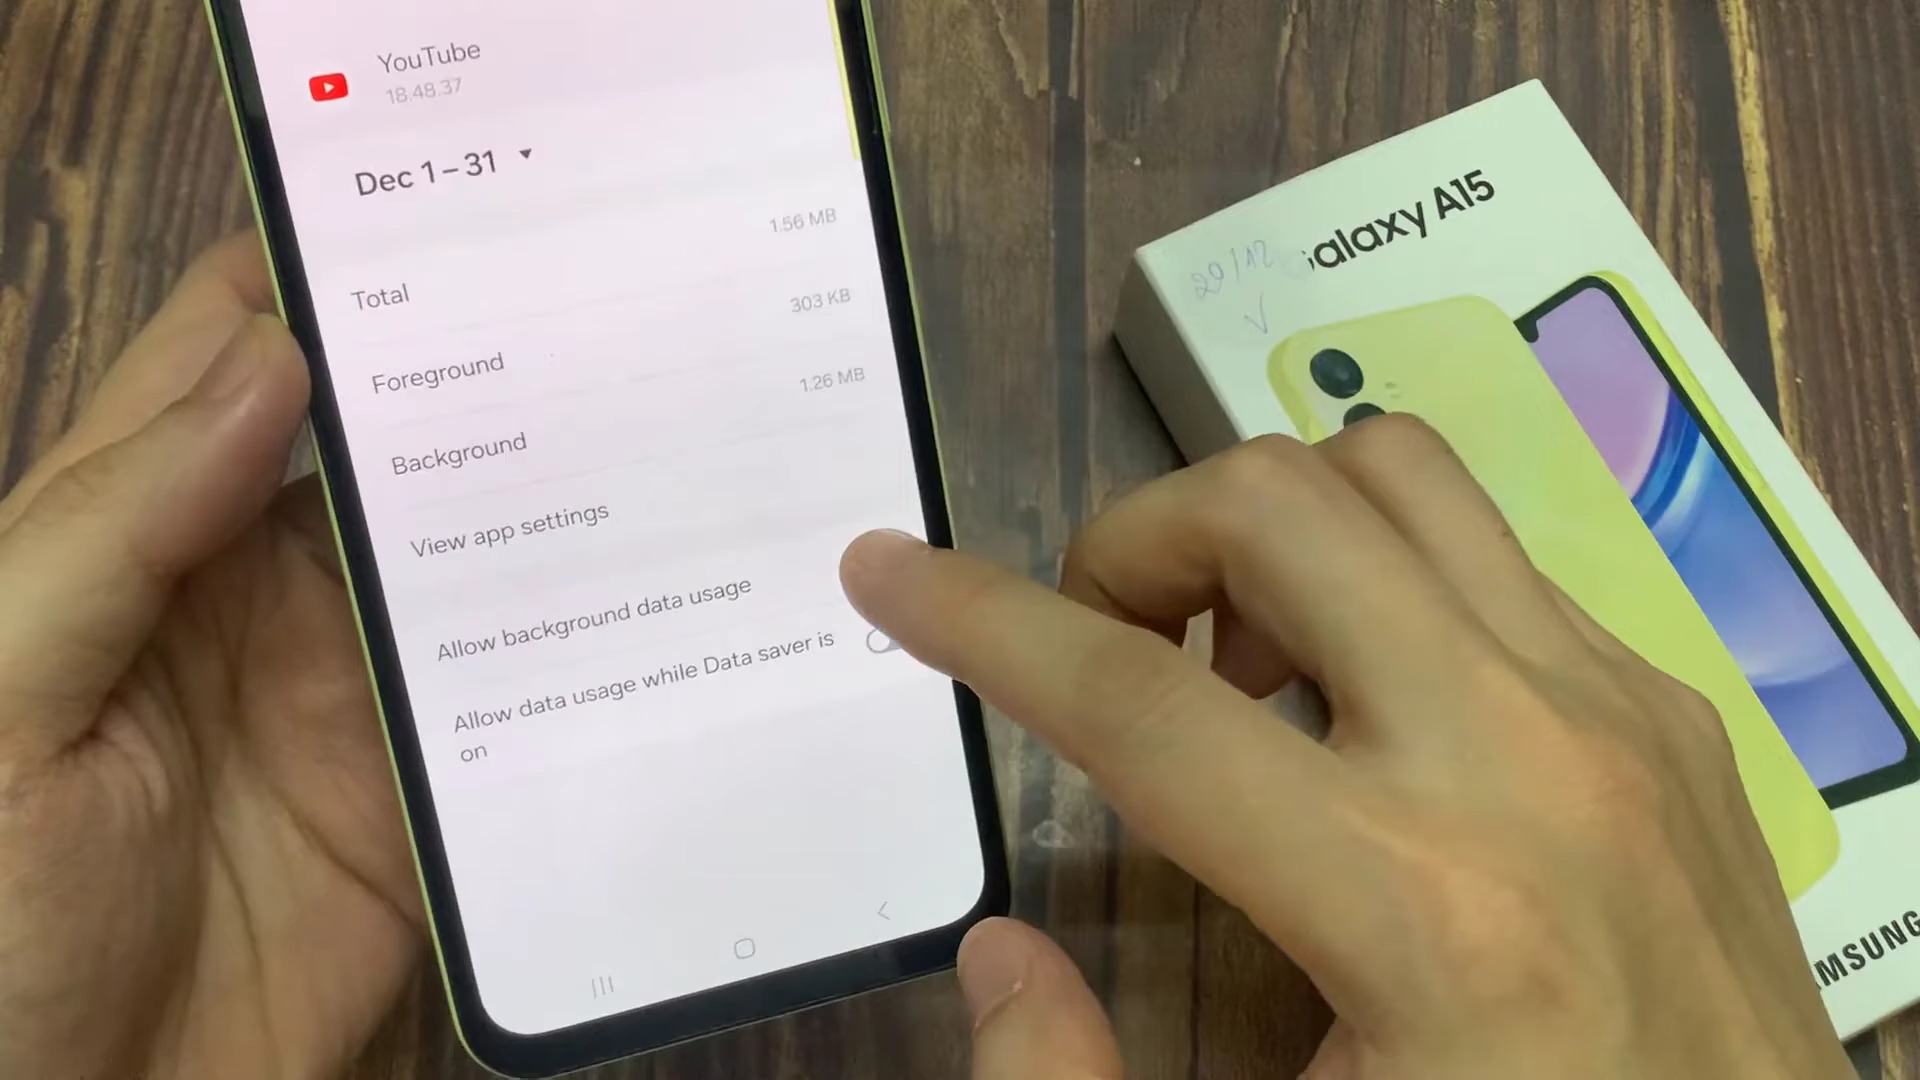 YouTube
18.48.37
Dec 1 – 31
Total
1.56 MB
Foreground
303 KB
Background
1.26 MB
View app settings
Allow background data usage
Allow data usage while Data saver is
on
alaxy A15
29/12
MSUNG